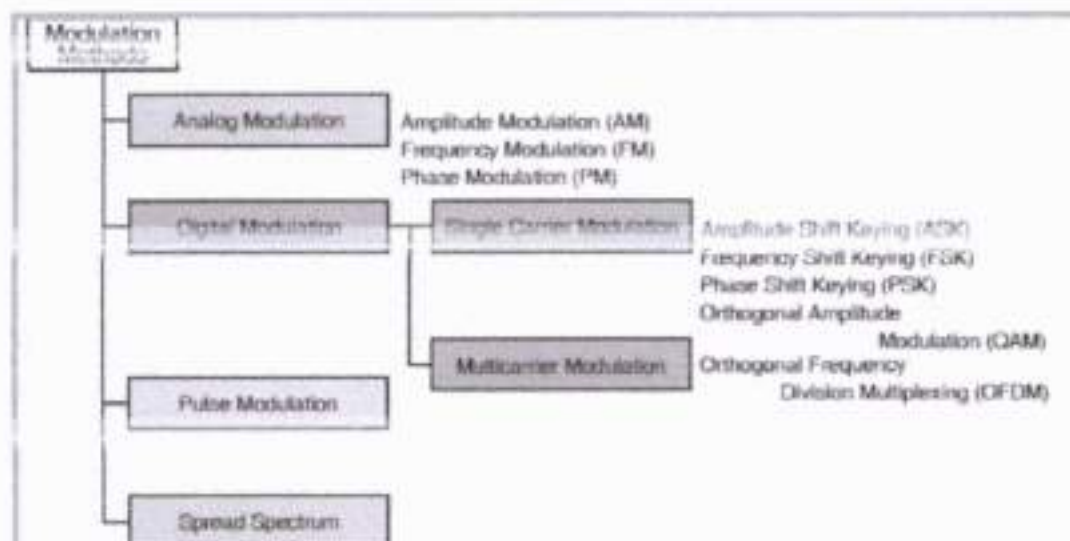 Modulation
Methods
Analog Modulation
Amplitude Modulation (AM)
Frequency Modulation (FM)
Phase Modulation (PM)
Digital Modulation
Single Carrier Modulation
Amplitude Shift Keying (ASK)
Frequency Shift Keying (FSK)
Phase Shift Keying (PSK)
Orthogonal Amplitude
Modulation (QAM)
Multicarrier Modulation
Orthogonal Frequency
Division Multiplexing (OFDM)
Pulse Modulation
Spread Spectrum